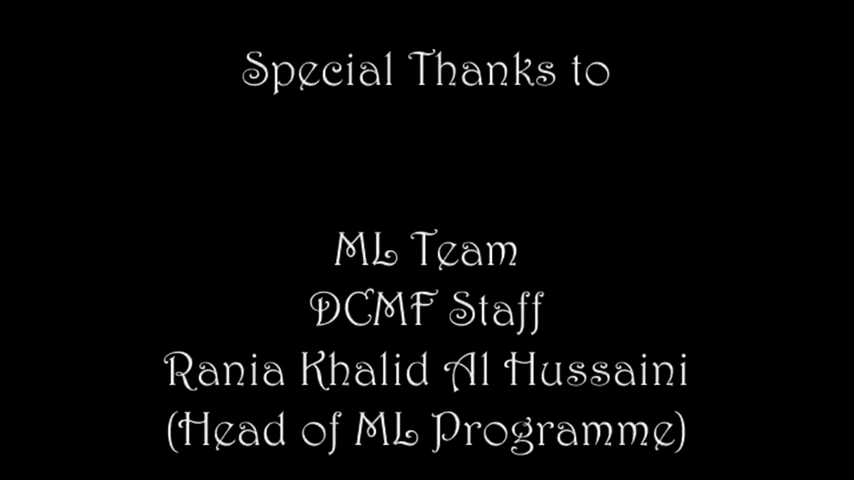 Special Thanks to
ML Team
DCMF Staff
Rania Khalid Al Hussaini
(Head of ML Programme)